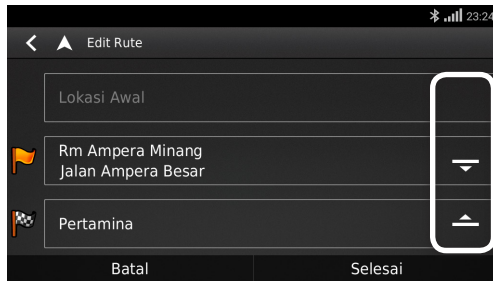 23:24
Edit Rute
Lokasi Awal
Rm Ampera Minang
Jalan Ampera Besar
Pertamina
Batal
Selesai